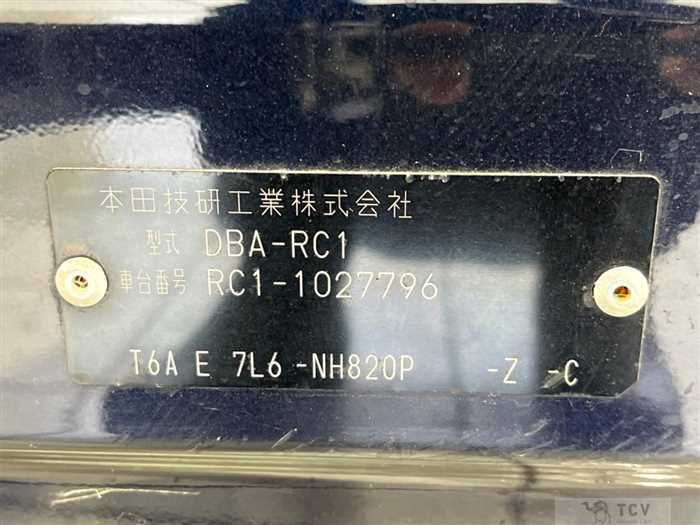 本田技研工業株式会社
型式 DBA-RC1
車台番号 RC1-1027796
T6A E 7L6 -NH820P -Z -C
TCV